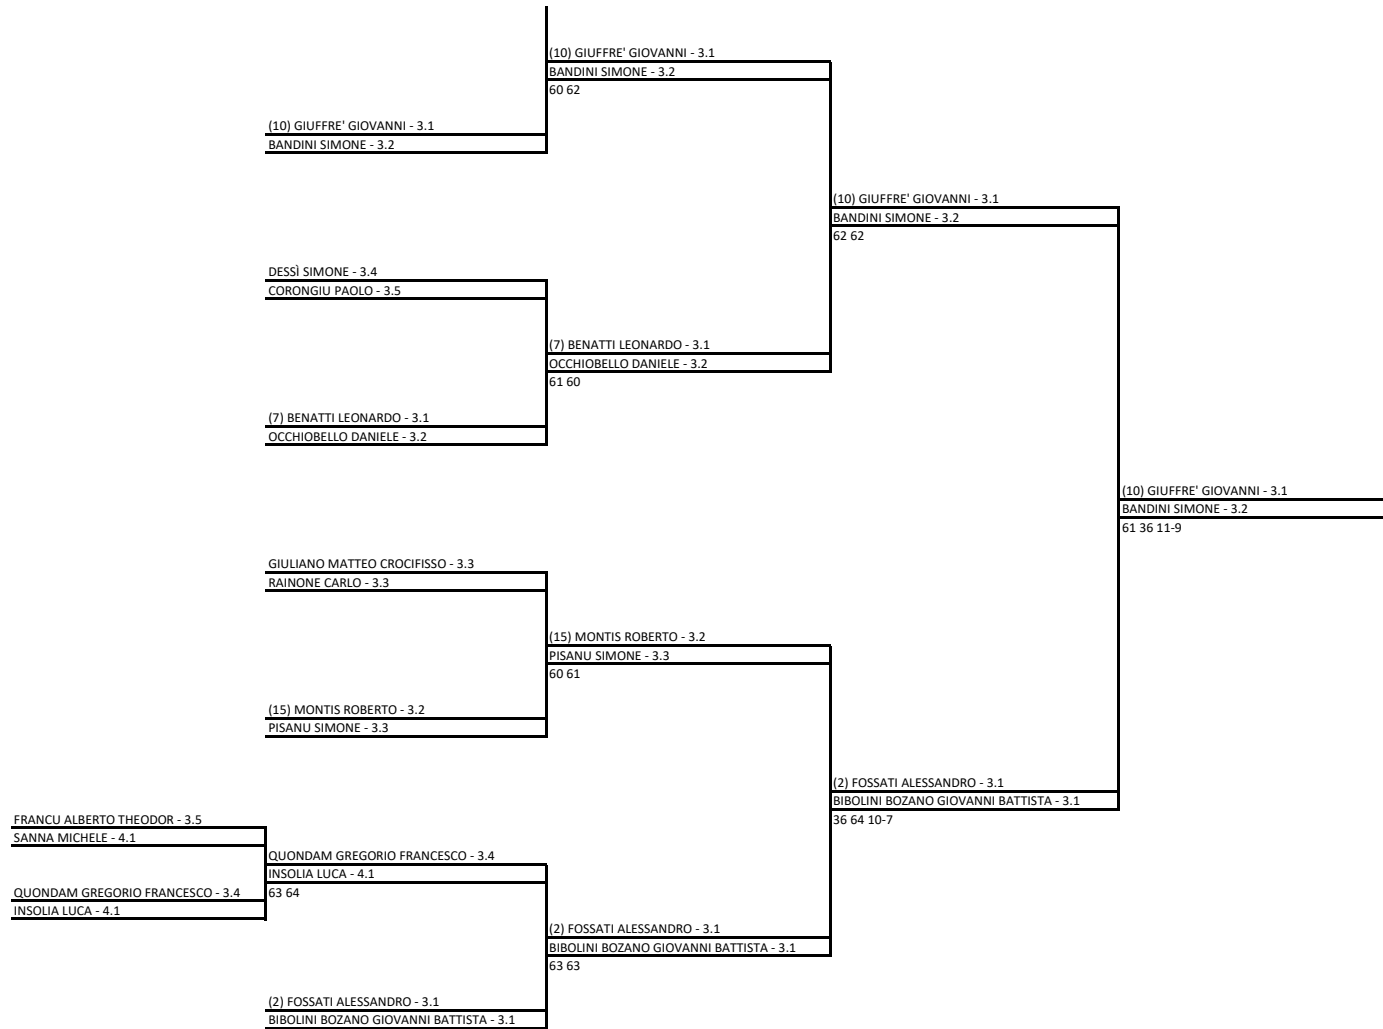 (10) GIUFFRE' GIOVANNI - 3.1
BANDINI SIMONE - 3.2
60 62
(10) GIUFFRE' GIOVANNI - 3.1
BANDINI SIMONE - 3.2
(10) GIUFFRE' GIOVANNI - 3.1
BANDINI SIMONE - 3.2
62 62
DESSÌ SIMONE - 3.4
CORONGIU PAOLO - 3.5
(7) BENATTI LEONARDO - 3.1
OCCHIOBELLO DANIELE - 3.2
61 60
(7) BENATTI LEONARDO - 3.1
OCCHIOBELLO DANIELE - 3.2
(10) GIUFFRE' GIOVANNI - 3.1
BANDINI SIMONE - 3.2
61 36 11-9
GIULIANO MATTEO CROCIFISSO - 3.3
RAINONE CARLO - 3.3
(15) MONTIS ROBERTO - 3.2
PISANU SIMONE - 3.3
60 61
(15) MONTIS ROBERTO - 3.2
PISANU SIMONE - 3.3
(2) FOSSATI ALESSANDRO - 3.1
BIBOLINI BOZANO GIOVANNI BATTISTA - 3.1
36 64 10-7
FRANCU ALBERTO THEODOR - 3.5
SANNA MICHELE - 4.1
QUONDAM GREGORIO FRANCESCO - 3.4
INSOLIA LUCA - 4.1
63 64
QUONDAM GREGORIO FRANCESCO - 3.4
INSOLIA LUCA - 4.1
(2) FOSSATI ALESSANDRO - 3.1
BIBOLINI BOZANO GIOVANNI BATTISTA - 3.1
63 63
(2) FOSSATI ALESSANDRO - 3.1
BIBOLINI BOZANO GIOVANNI BATTISTA - 3.1